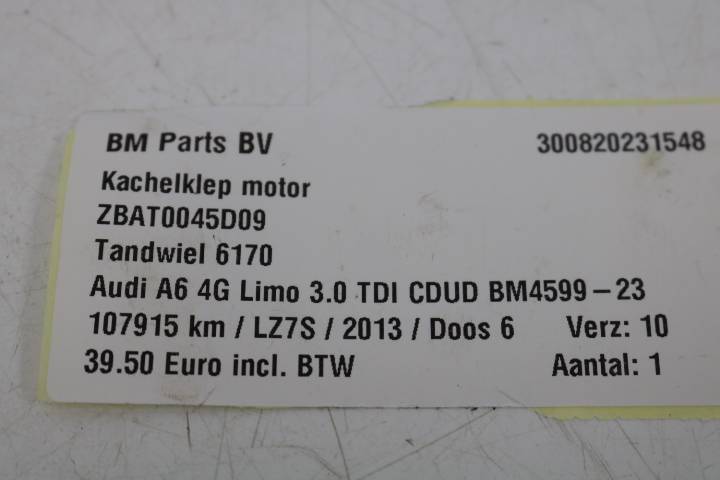 BM Parts BV 300820231548
Kachelklep motor
ZBAT0045D09
Tandwiel 6170
Audi A6 4G Limo 3.0 TDI CDUD BM4599-23
107915 km / LZ7S / 2013 / Doos 6 Verz: 10
39.50 Euro incl. BTW Aantal: 1